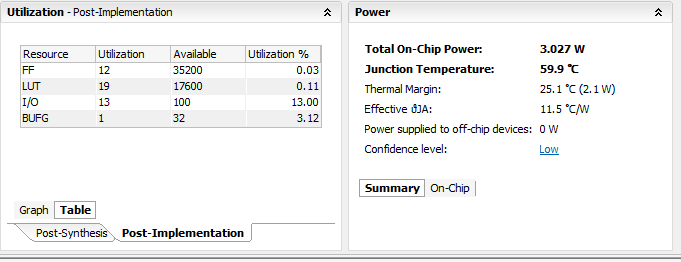 Utilization - Post-Implementation
Resource Utilization Available Utilization %
FF 12 35200 0.03
LUT 19 17600 0.11
I/O 13 100 13.00
BUFG 1 32 3.12
Graph Table
Post-Synthesis Post-Implementation
Power
Total On-Chip Power: 3.027 W
Junction Temperature: 59.9 °C
Thermal Margin: 25.1 °C (2.1 W)
Effective ϑJA: 11.5 °C/W
Power supplied to off-chip devices: 0 W
Confidence level: Low
Summary On-Chip